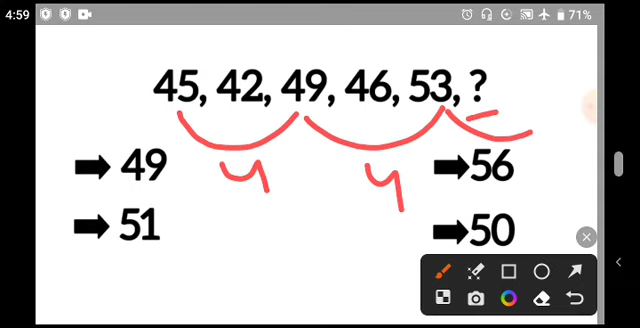 4:59 71%
45, 42, 49, 46, 53, ?
4 4
➡ 49 ➡ 56
➡ 51 ➡ 50